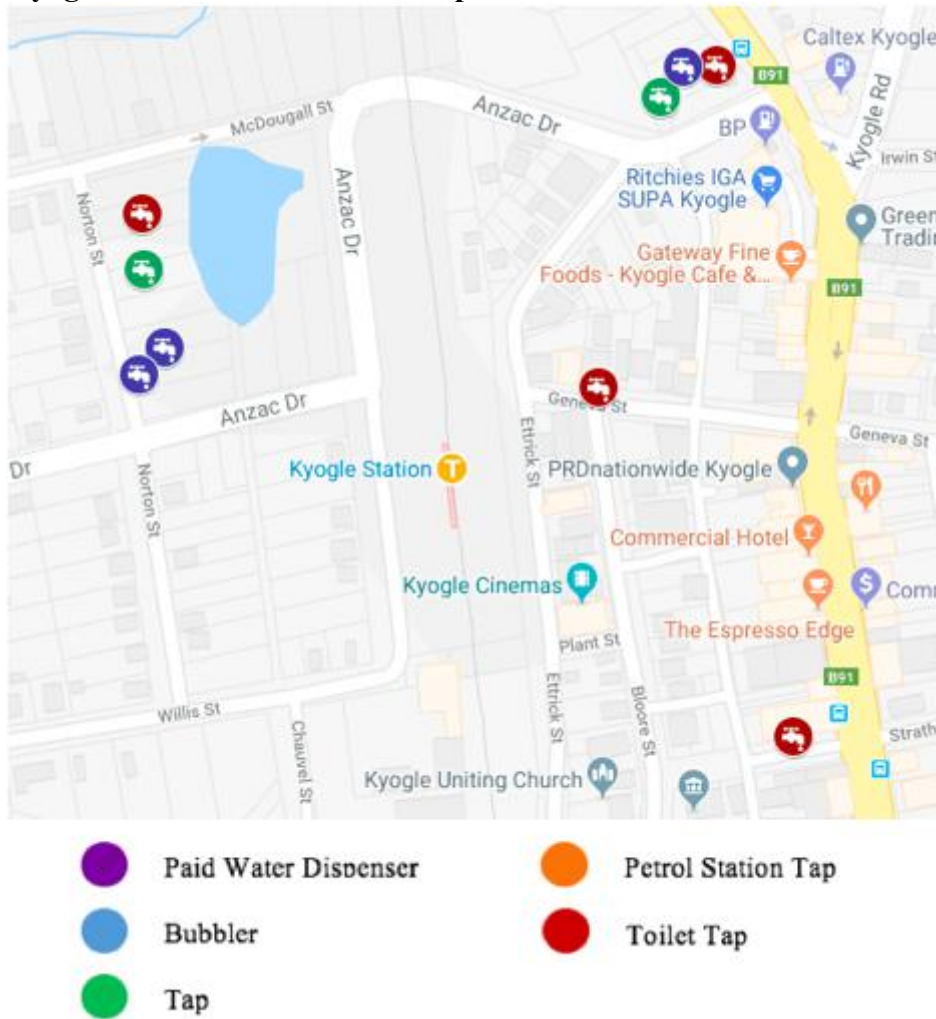 Caltex Kyogle
B91
McDougall St
Anzac Dr
BP
Kyogle Rd
Irwin St
Ritchies IGA
SUPA Kyogle
Anzac Dr
Norton St
Green
Tradin
Gateway Fine
Foods - Kyogle Cafe &...
B91
Geneva St
Anzac Dr
Geneva St
Ettrick St
Dr
Kyogle Station
T
PRDnationwide Kyogle
Norton St
Commercial Hotel
Kyogle Cinemas
$
Comm
The Espresso Edge
Plant St
B91
Ettrick St
Bloore St
Willis St
Strath
Chauvel St
Kyogle Uniting Church
Paid Water Dispenser
Petrol Station Tap
Bubbler
Toilet Tap
Tap